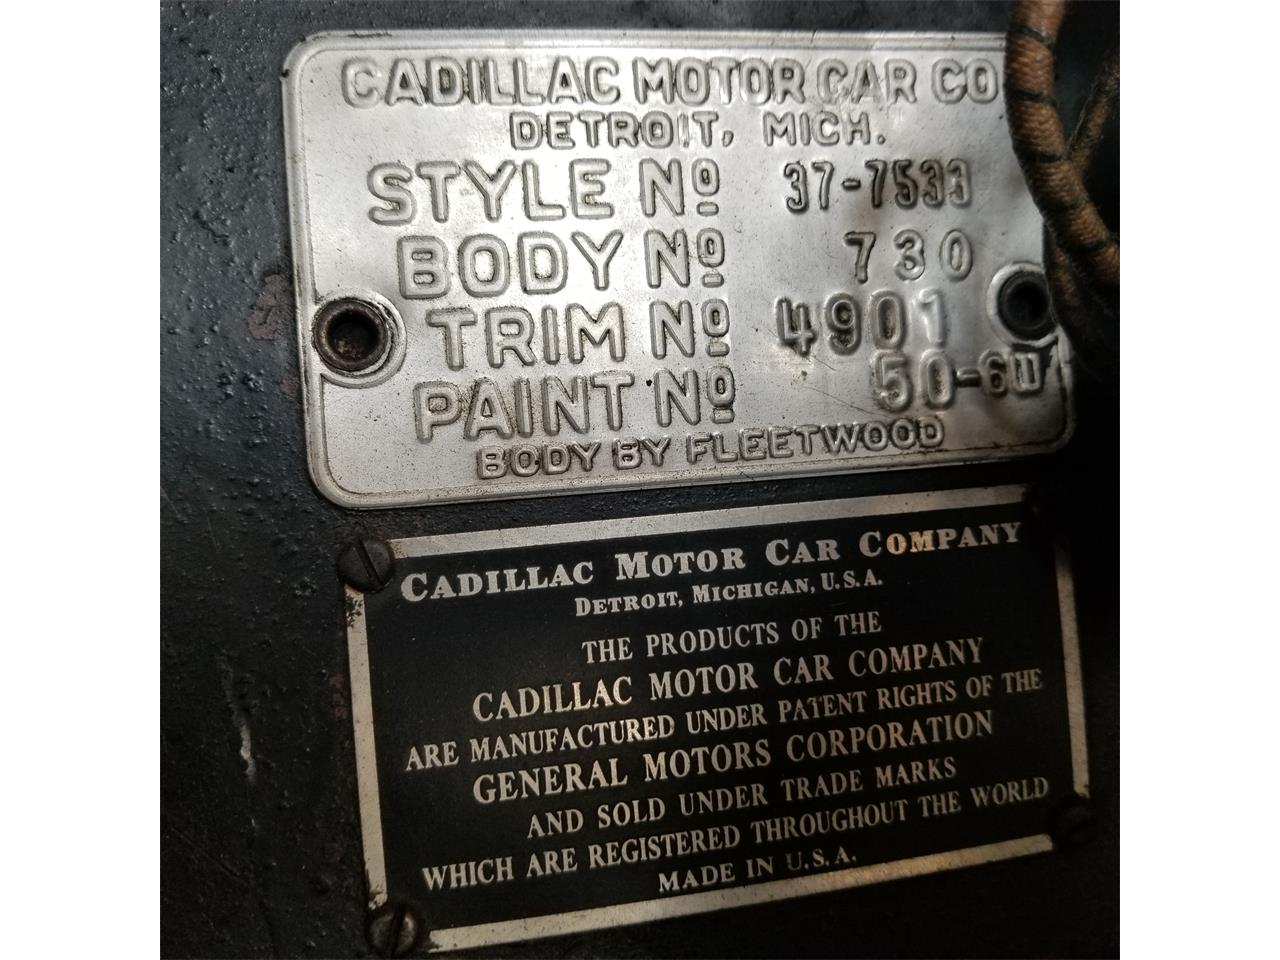 CADILLAC MOTOR CAR CO
DETROIT, MICH.
STYLE Nº 37-7533
BODY Nº 730
TRIM Nº 4901
PAINT Nº 50-6U
BODY BY FLEETWOOD
CADILLAC MOTOR CAR COMPANY
DETROIT, MICHIGAN, U.S.A.
THE PRODUCTS OF THE
CADILLAC MOTOR CAR COMPANY
ARE MANUFACTURED UNDER PATENT RIGHTS OF THE
GENERAL MOTORS CORPORATION
AND SOLD UNDER TRADE MARKS
WHICH ARE REGISTERED THROUGHOUT THE WORLD
MADE IN U.S.A.